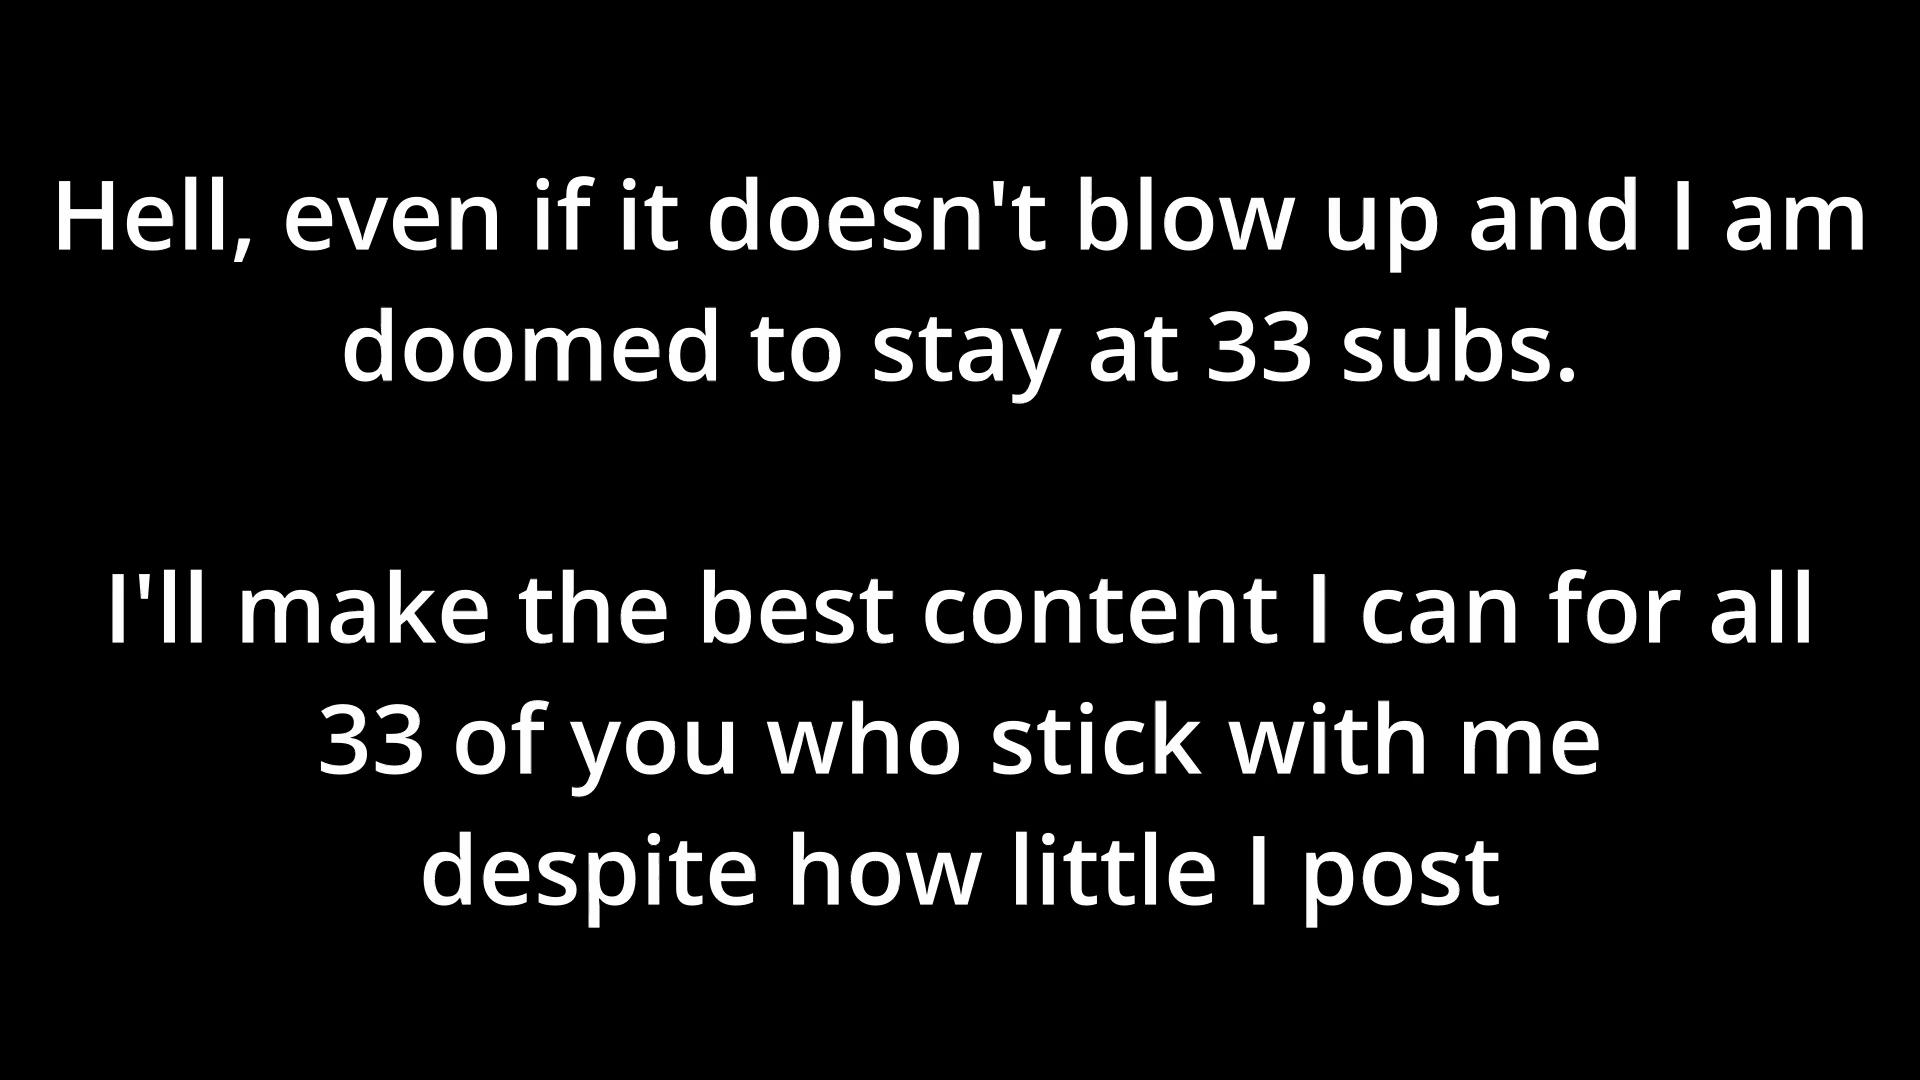 Hell, even if it doesn't blow up and I am
doomed to stay at 33 subs.
I'll make the best content I can for all
33 of you who stick with me
despite how little I post